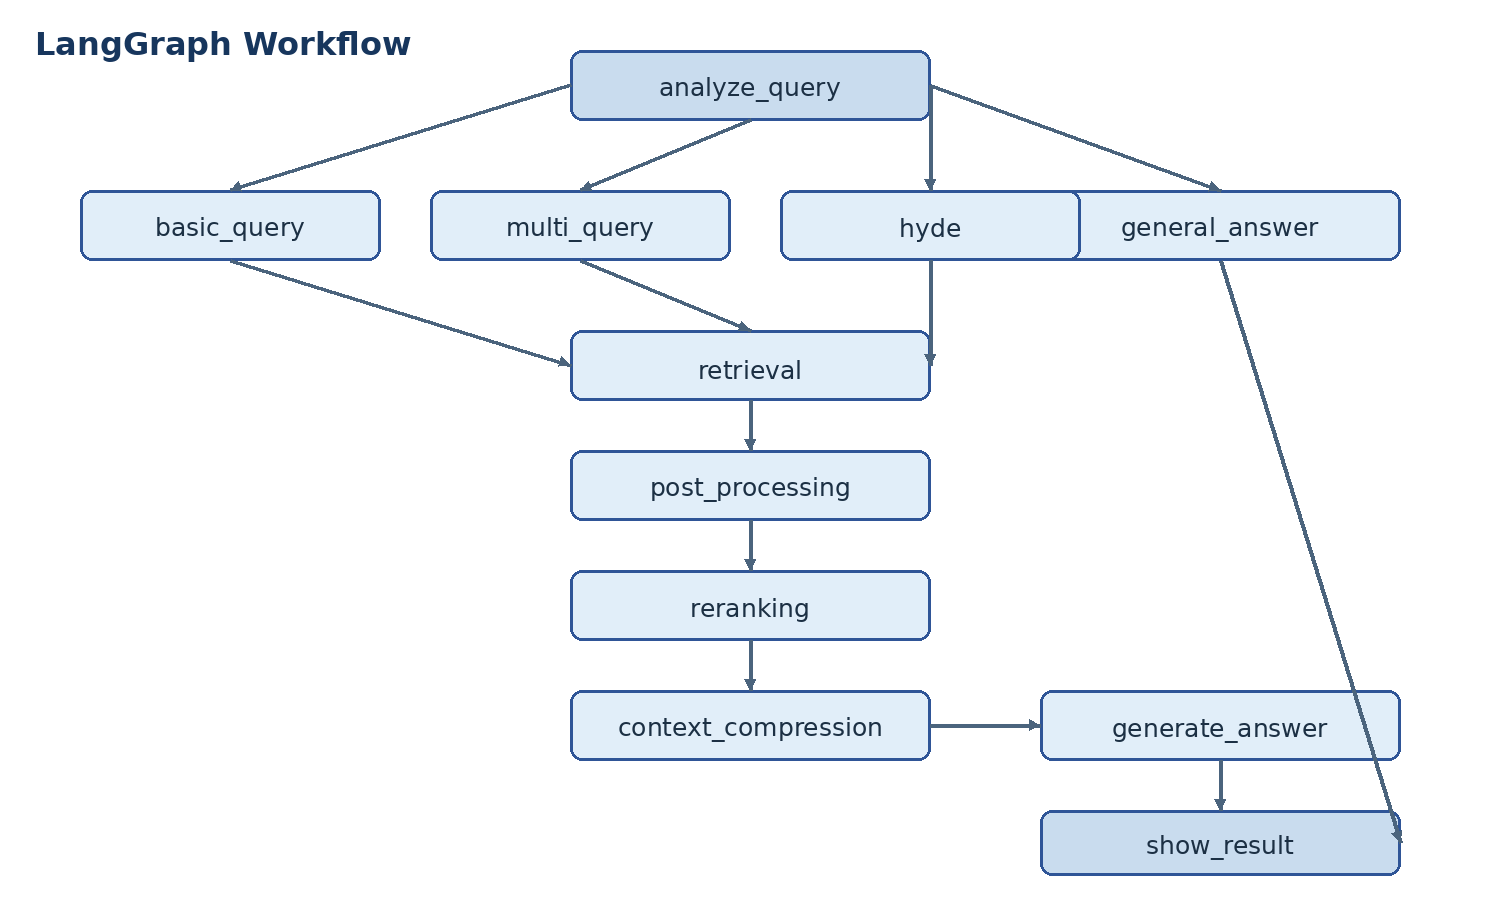 LangGraph Workflow
analyze_query
basic_query
multi_query
hyde
general_answer
retrieval
post_processing
reranking
context_compression
generate_answer
show_result